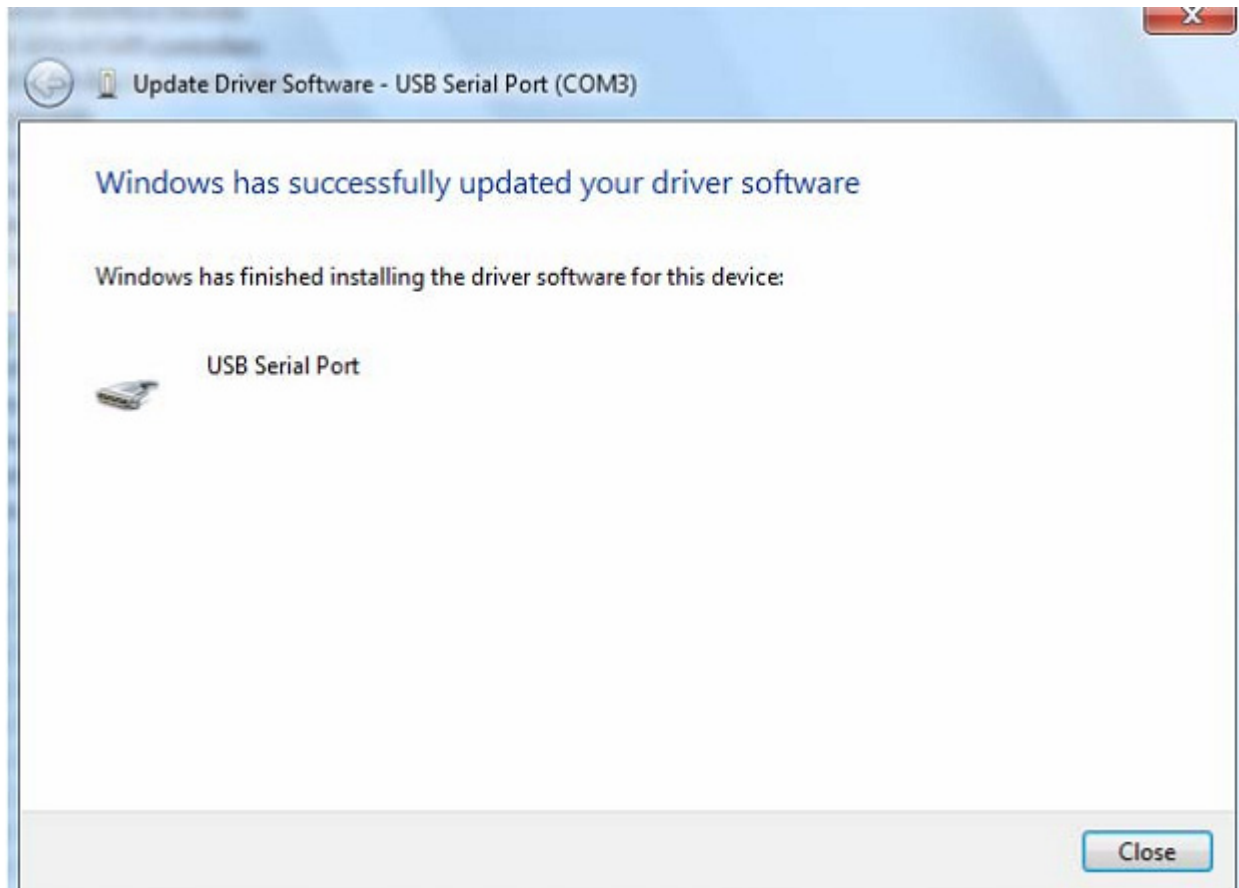 Update Driver Software - USB Serial Port (COM3)
Windows has successfully updated your driver software
Windows has finished installing the driver software for this device:
USB Serial Port
Close